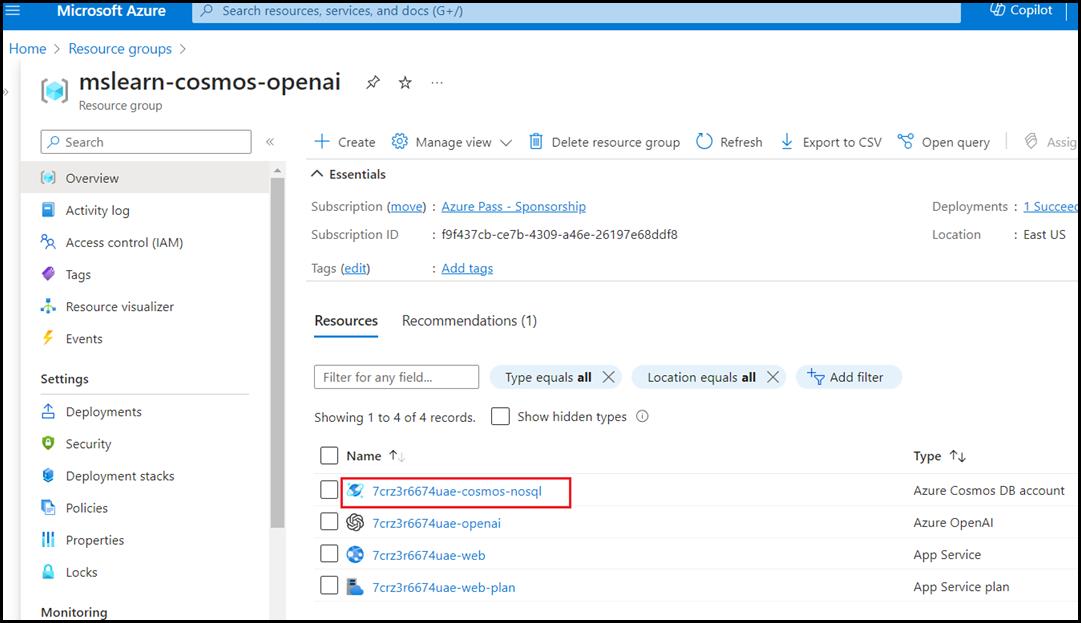 Microsoft Azure Search resources, services, and docs (G+/) Copilot
Home > Resource groups >
mslearn-cosmos-openai ...
Resource group
Search « Create Manage view Delete resource group Refresh Export to CSV Open query Assig
Overview
Activity log
Access control (IAM)
Tags
Resource visualizer
Events
Settings
Deployments
Security
Deployment stacks
Policies
Properties
Locks
Monitoring
Essentials
Subscription (move) : Azure Pass - Sponsorship Deployments : 1 Succeed
Subscription ID : f9f437cb-ce7b-4309-a46e-26197e68ddf8 Location : East US
Tags (edit) : Add tags
Resources Recommendations (1)
Filter for any field... Type equals all Location equals all Add filter
Showing 1 to 4 of 4 records. Show hidden types
Name ↑↓ Type ↑↓
7crz3r6674uae-cosmos-nosql Azure Cosmos DB account
7crz3r6674uae-openai Azure OpenAI
7crz3r6674uae-web App Service
7crz3r6674uae-web-plan App Service plan